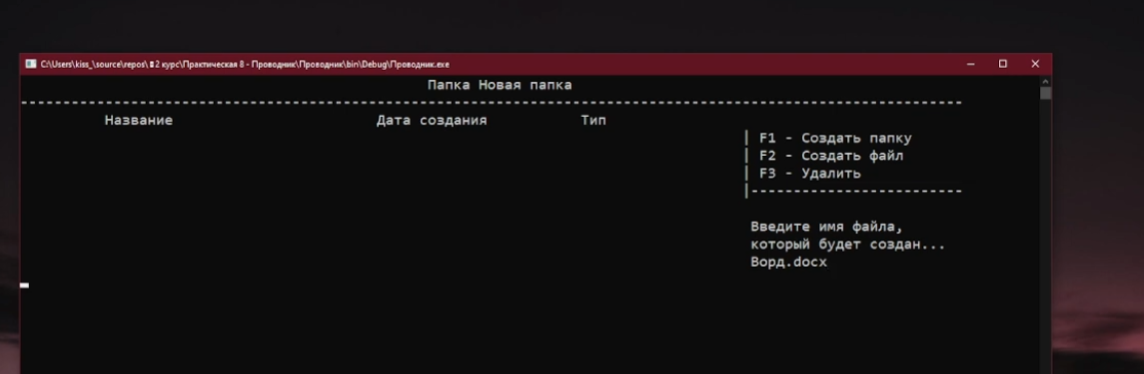 C:\Users\kiss_\source\repos\ 2 курс\Практическая 8 - Проводник\Проводник\bin\Debug\Проводник.exe
Папка Новая папка
Название Дата создания Тип
F1 - Создать папку
F2 - Создать файл
F3 - Удалить
Введите имя файла,
который будет создан...
Ворд.docx